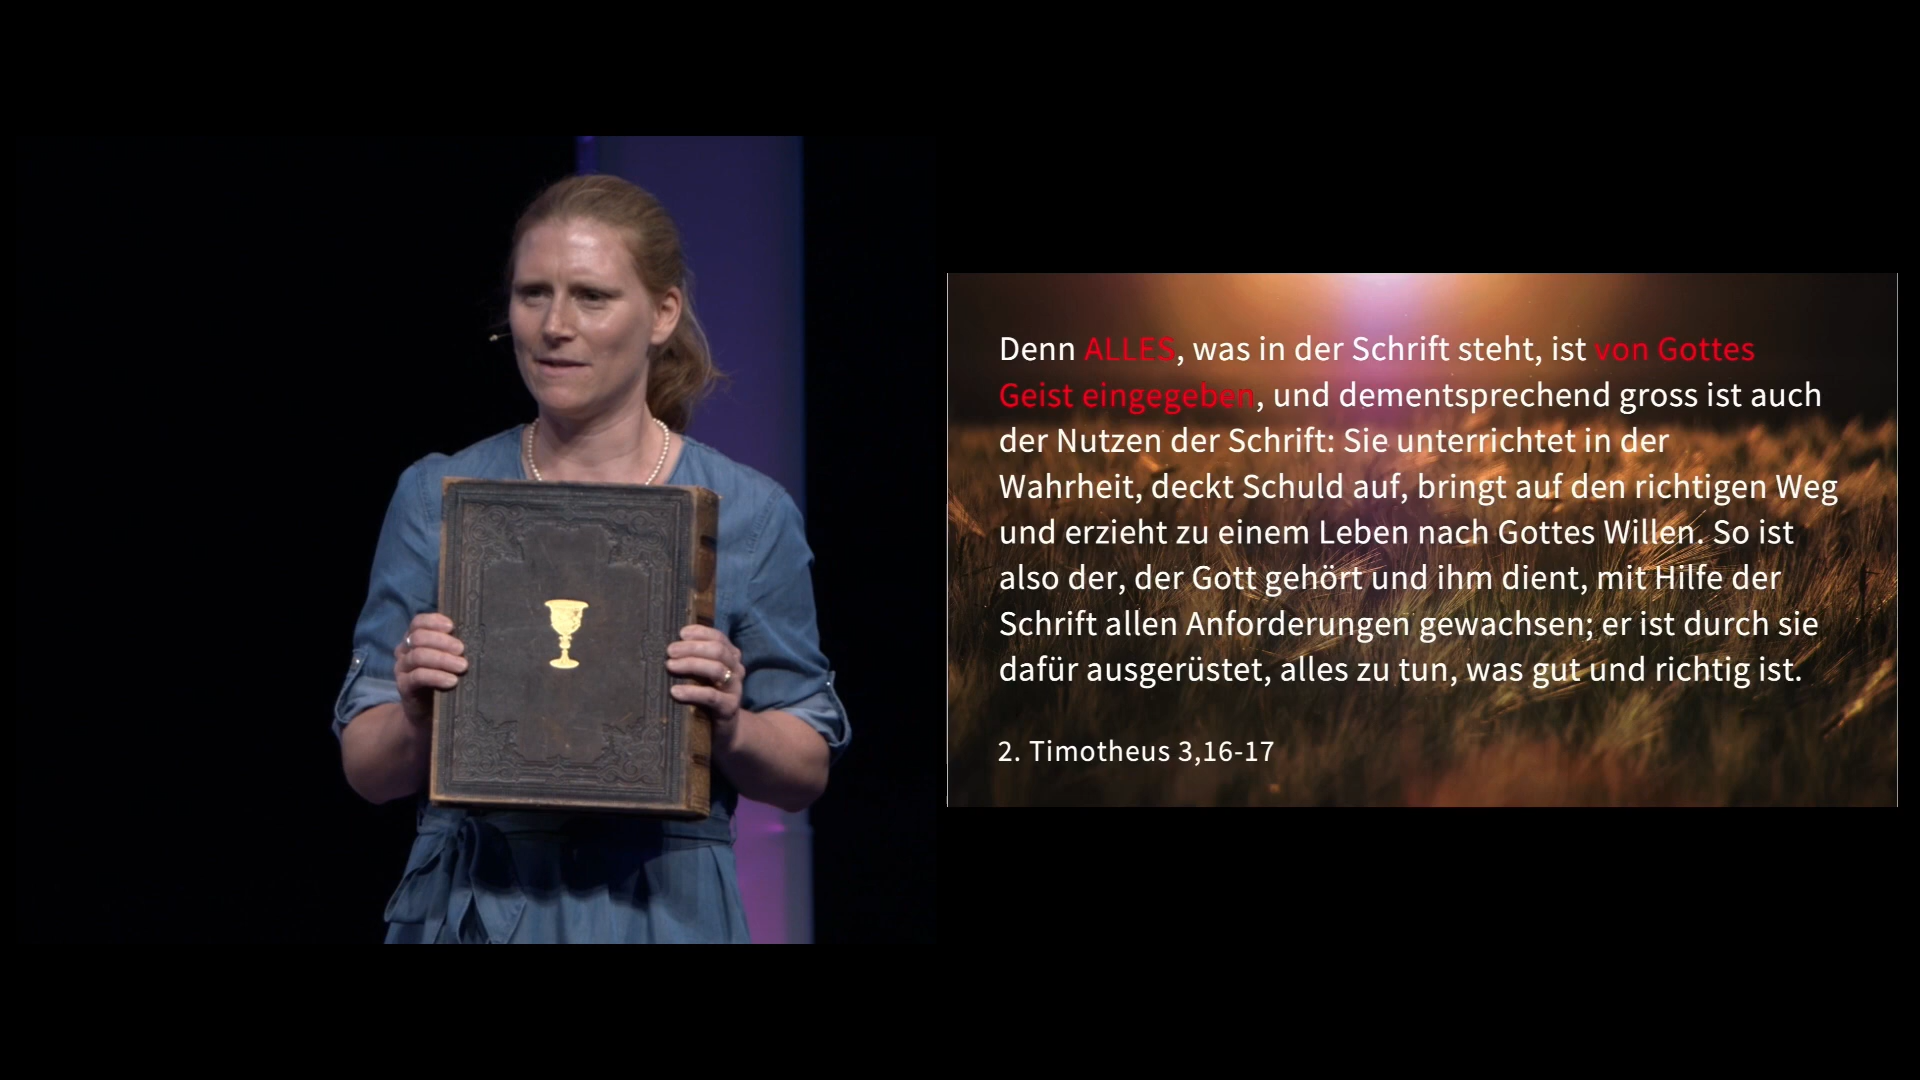 Denn ALLES, was in der Schrift steht, ist von Gottes
Geist eingegeben, und dementsprechend gross ist auch
der Nutzen der Schrift: Sie unterrichtet in der
Wahrheit, deckt Schuld auf, bringt auf den richtigen Weg
und erzieht zu einem Leben nach Gottes Willen. So ist
also der, der Gott gehört und ihm dient, mit Hilfe der
Schrift allen Anforderungen gewachsen; er ist durch sie
dafür ausgerüstet, alles zu tun, was gut und richtig ist.
2. Timotheus 3,16-17